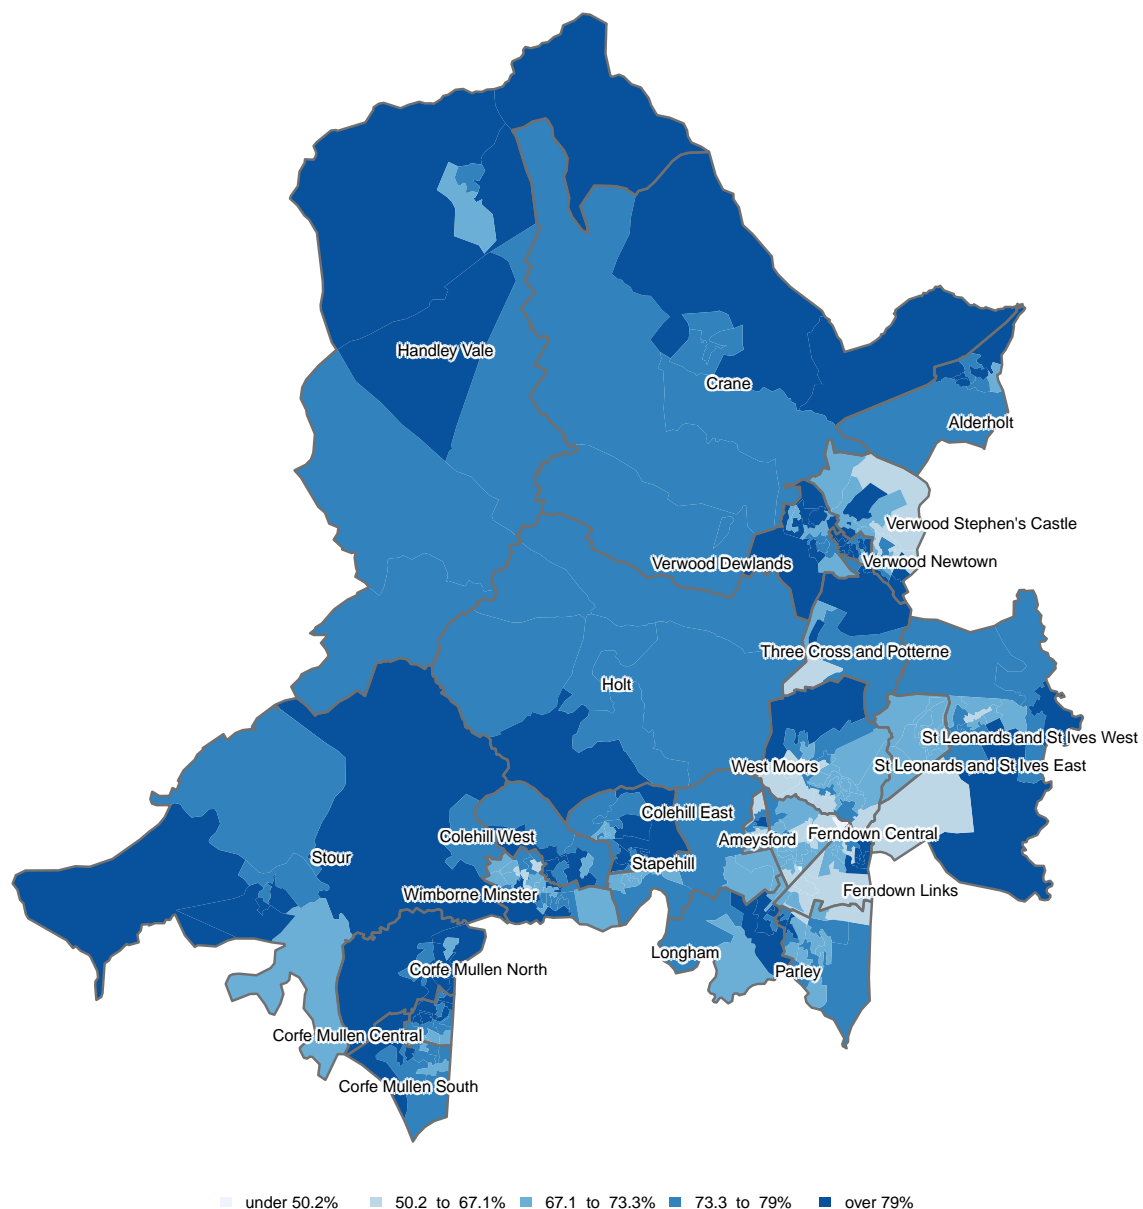 Handley Vale
Crane
Alderholt
Verwood Stephen's Castle
Verwood Dewlands
Verwood Newtown
Three Cross and Potterne
Holt
St Leonards and St Ives West
West Moors
St Leonards and St Ives East
Colehill East
Colehill West
Ameysford
Ferndown Central
Stour
Stapehill
Wimborne Minster
Ferndown Links
Longham
Corfe Mullen North
Parley
Corfe Mullen Central
Corfe Mullen South
under 50.2% 50.2 to 67.1% 67.1 to 73.3% 73.3 to 79% over 79%